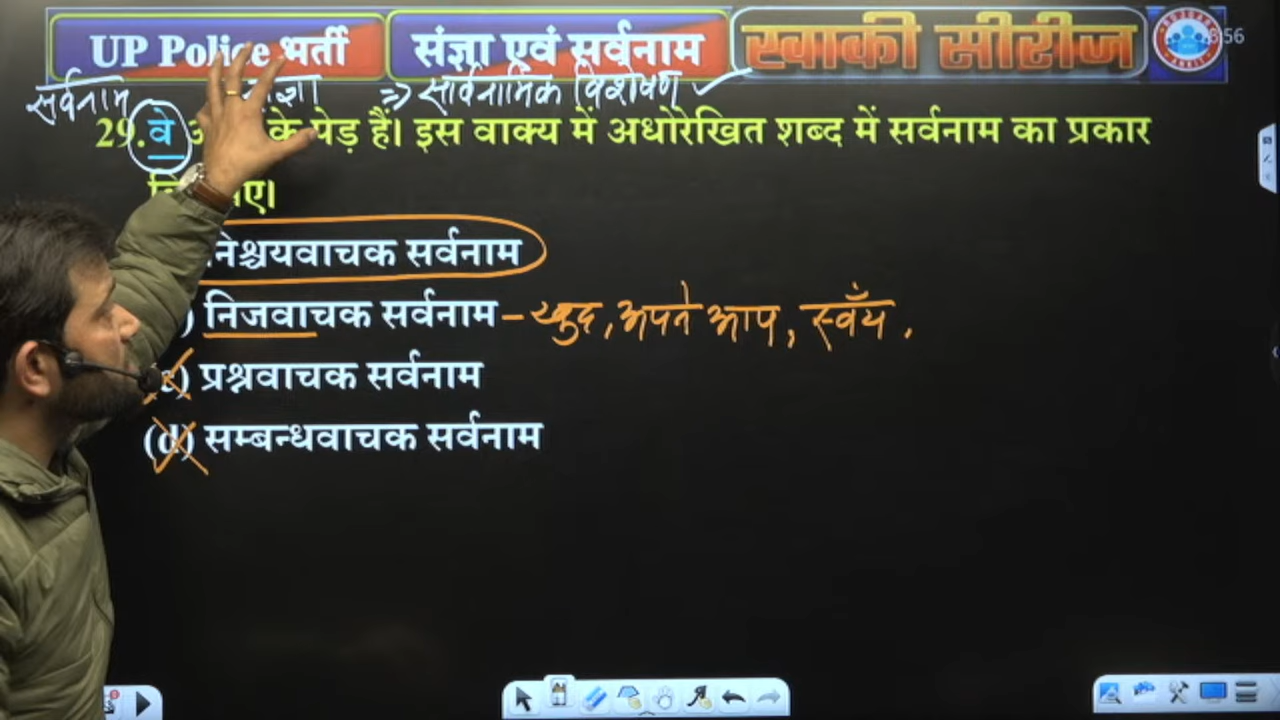 UP Police भर्ती संज्ञा एवं सर्वनाम खाकी सीरीज
सर्वनाम ⇒ सार्वनामिक विशेषण ✓
29. वे के पेड़ हैं। इस वाक्य में अधोरेखित शब्द में सर्वनाम का प्रकार
निश्चयवाचक सर्वनाम
निजवाचक सर्वनाम – खुद, अपने आप, स्वँय.
(c) प्रश्नवाचक सर्वनाम
(d) सम्बन्धवाचक सर्वनाम